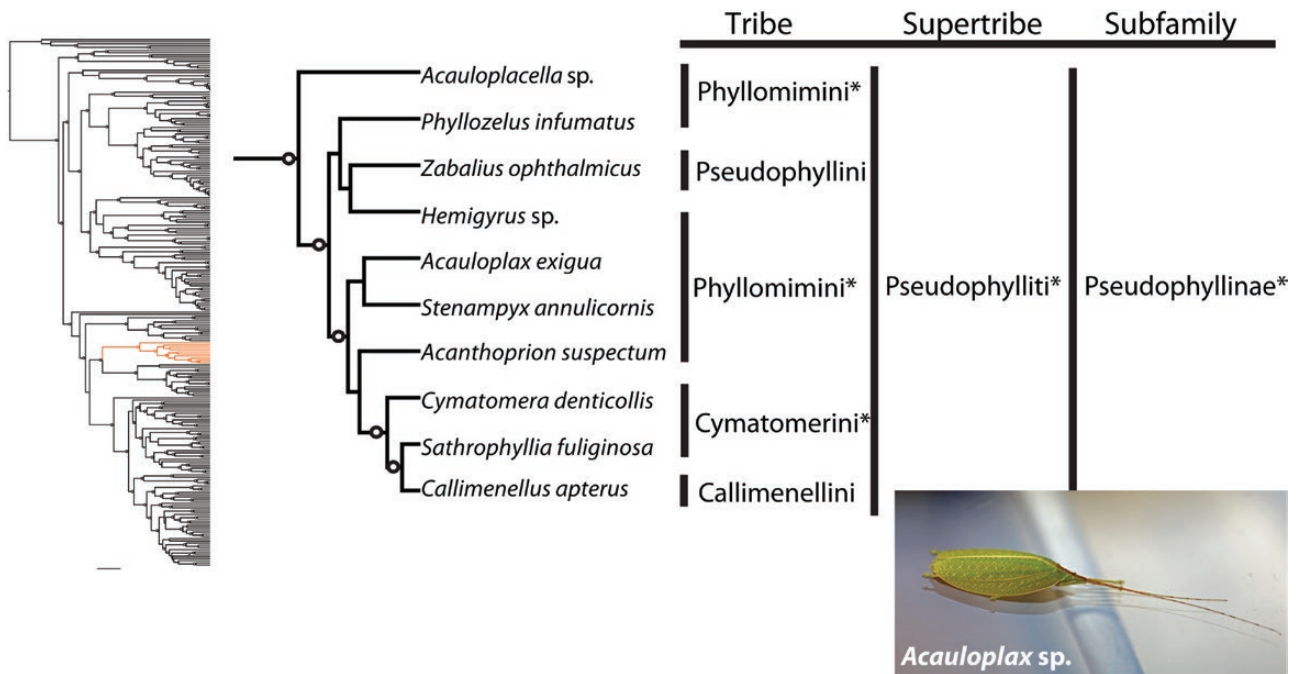 Tribe Supertribe Subfamily
Acauloplacella sp.
Phyllomimini*
Phyllozelus infumatus
Zabalius ophthalmicus
Pseudophyllini
Hemigyrus sp.
Acauloplax exigua
Phyllomimini* Pseudophylliti* Pseudophyllinae*
Stenampyx annulicornis
Acanthoprion suspectum
Cymatomera denticollis
Cymatomerini*
Sathrophyllia fuliginosa
Callimenellus apterus
Callimenellini
Acauloplax sp.